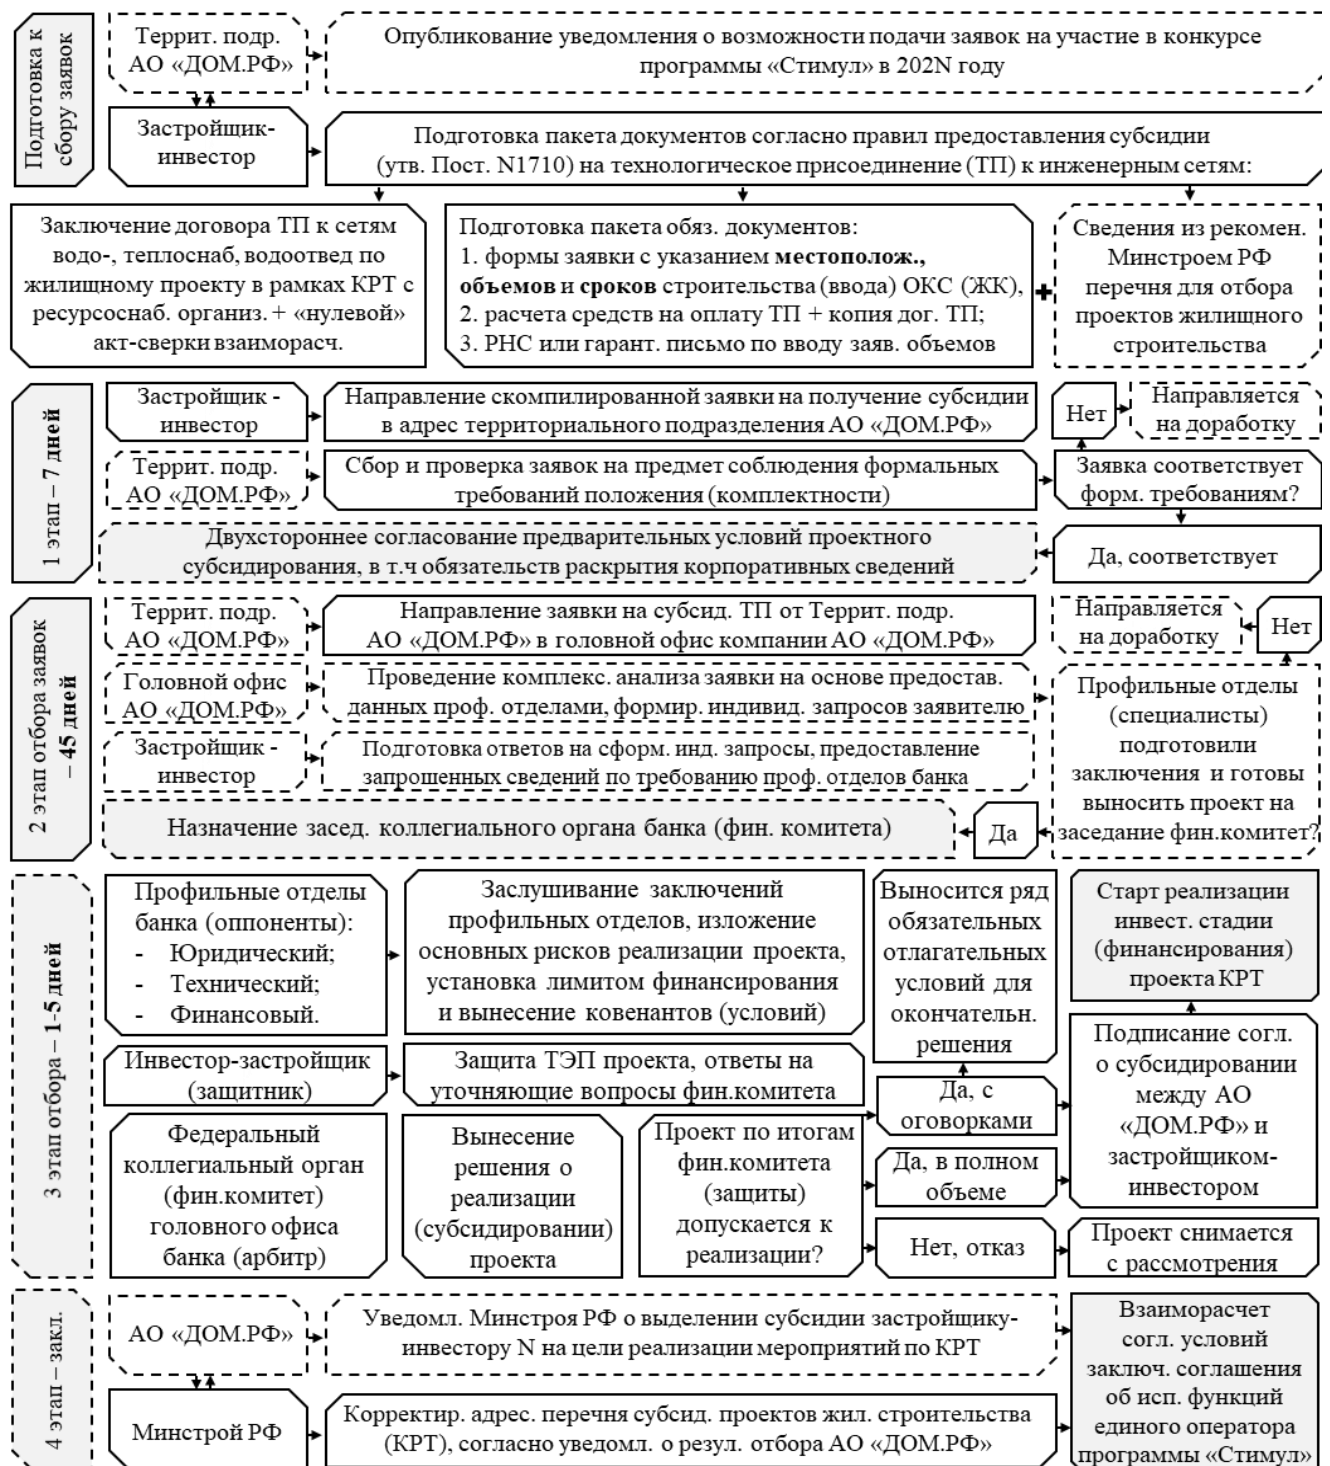 Подготовка к
сбору заявок
Террит. подр.
АО «ДОМ.РФ»
Опубликование уведомления о возможности подачи заявок на участие в конкурсе
программы «Стимул» в 202N году
Застройщик-
инвестор
Подготовка пакета документов согласно правил предоставления субсидии
(утв. Пост. N1710) на технологическое присоединение (ТП) к инженерным сетям:
Заключение договора ТП к сетям
водо-, теплоснаб, водоотвед по
жилищному проекту в рамках КРТ с
ресурсоснаб. организ. + «нулевой»
акт-сверки взаиморасч.
Подготовка пакета обяз. документов:
1. формы заявки с указанием местополож.,
объемов и сроков строительства (ввода) ОКС (ЖК),
2. расчета средств на оплату ТП + копия дог. ТП;
3. РНС или гарант. письмо по вводу заяв. объемов
+
Сведения из рекомен.
Минстроем РФ
перечня для отбора
проектов жилищного
строительства
1 этап – 7 дней
Застройщик -
инвестор
Направление скомпилированной заявки на получение субсидии
в адрес территориального подразделения АО «ДОМ.РФ»
Нет
Направляется
на доработку
Террит. подр.
АО «ДОМ.РФ»
Сбор и проверка заявок на предмет соблюдения формальных
требований положения (комплектности)
Заявка соответствует
форм. требованиям?
Двухстороннее согласование предварительных условий проектного
субсидирования, в т.ч обязательств раскрытия корпоративных сведений
Да, соответствует
2 этап отбора заявок
– 45 дней
Террит. подр.
АО «ДОМ.РФ»
Направление заявки на субсид. ТП от Террит. подр.
АО «ДОМ.РФ» в головной офис компании АО «ДОМ.РФ»
Направляется
на доработку
Нет
Головной офис
АО «ДОМ.РФ»
Проведение комплекс. анализа заявки на основе предостав.
данных проф. отделами, формир. индивид. запросов заявителю
Профильные отделы
(специалисты)
подготовили
заключения и готовы
выносить проект на
заседание фин.комитет?
Застройщик -
инвестор
Подготовка ответов на сформ. инд. запросы, предоставление
запрошенных сведений по требованию проф. отделов банка
Назначение засед. коллегиального органа банка (фин. комитета)
Да
3 этап отбора – 1-5 дней
Профильные отделы
банка (оппоненты):
- Юридический;
- Технический;
- Финансовый.
Заслушивание заключений
профильных отделов, изложение
основных рисков реализации проекта,
установка лимитом финансирования
и вынесение ковенантов (условий)
Выносится ряд
обязательных
отлагательных
условий для
окончательн.
решения
Старт реализации
инвест. стадии
(финансирования)
проекта КРТ
Инвестор-застройщик
(защитник)
Защита ТЭП проекта, ответы на
уточняющие вопросы фин.комитета
Да, с
оговорками
Подписание согл.
о субсидировании
между АО
«ДОМ.РФ» и
застройщиком-
инвестором
Федеральный
коллегиальный орган
(фин.комитет)
головного офиса
банка (арбитр)
Вынесение
решения о
реализации
(субсидировании)
проекта
Проект по итогам
фин.комитета
(защиты)
допускается к
реализации?
Да, в полном
объеме
Нет, отказ
Проект снимается
с рассмотрения
4 этап – закл.
АО «ДОМ.РФ»
Уведомл. Минстроя РФ о выделении субсидии застройщику-
инвестору N на цели реализации мероприятий по КРТ
Взаиморасчет
согл. условий
заключ. соглашения
об исп. функций
единого оператора
программы «Стимул»
Минстрой РФ
Корректир. адрес. перечня субсид. проектов жил. строительства
(КРТ), согласно уведомл. о резул. отбора АО «ДОМ.РФ»